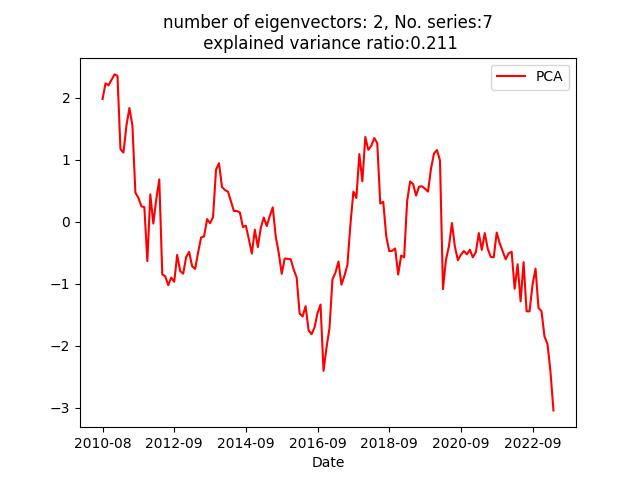 number of eigenvectors: 2, No. series:7
explained variance ratio:0.211
PCA
2
1
0
−1
−2
−3
2010-08 2012-09 2014-09 2016-09 2018-09 2020-09 2022-09
Date